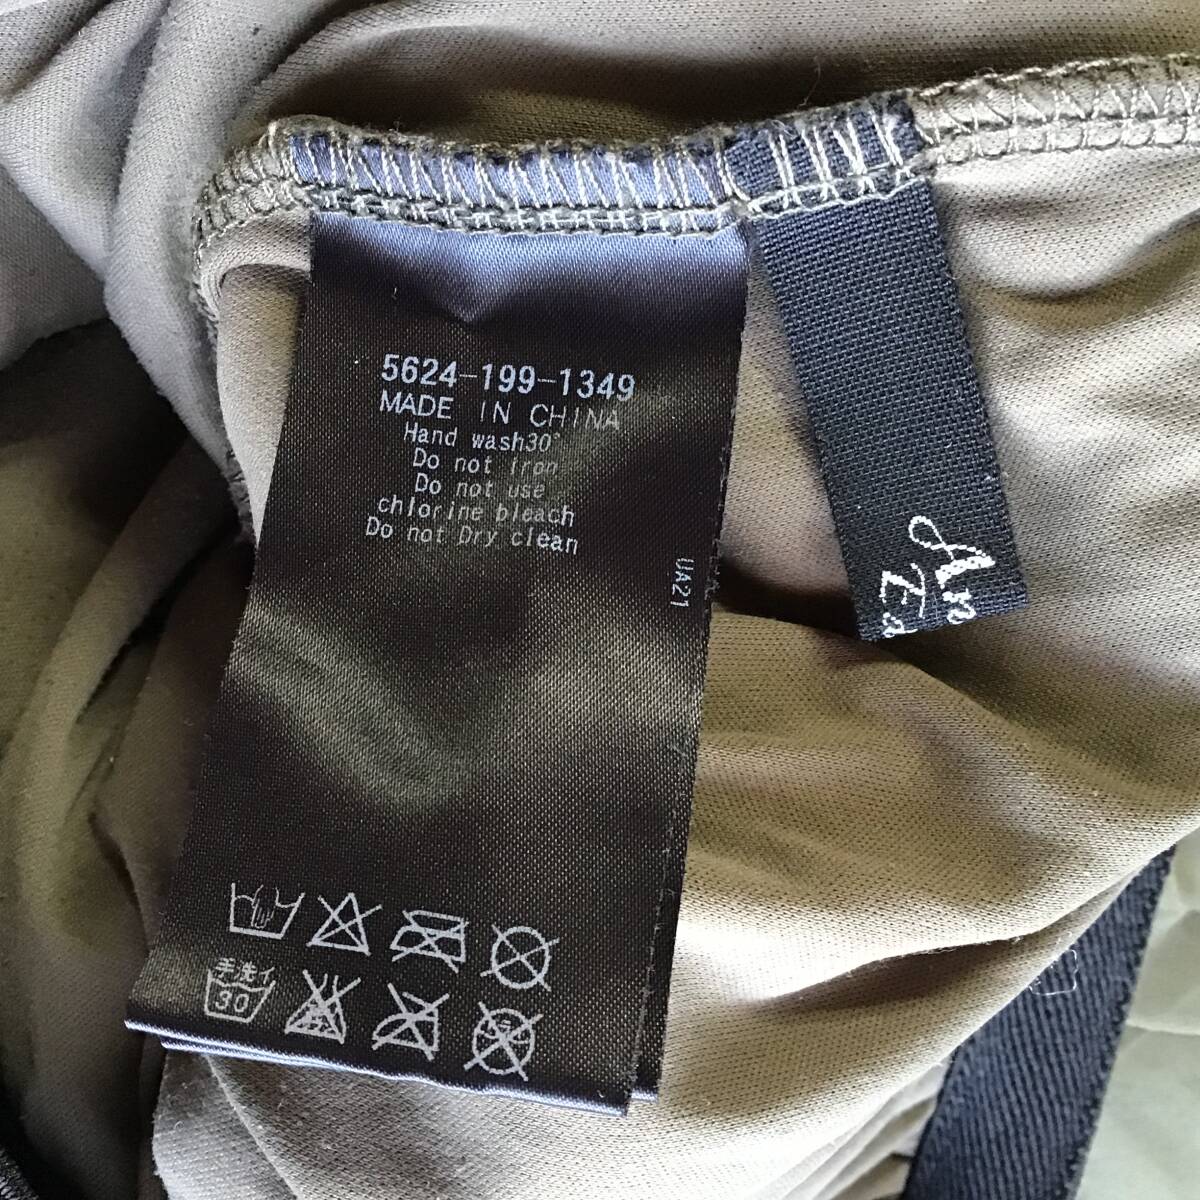 5624-199-1349
MADE IN CHINA
Hand wash30°
Do not iron
Do not use
chlorine bleach
Do not Dry clean
UA21
手洗イ
30